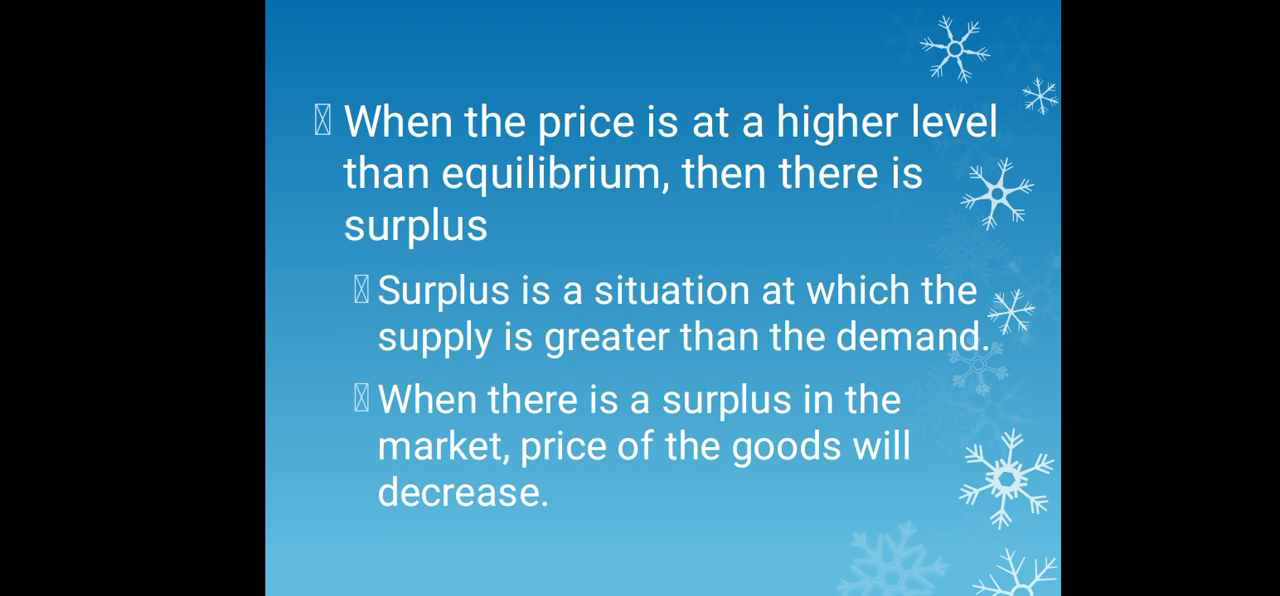 When the price is at a higher level
than equilibrium, then there is
surplus
Surplus is a situation at which the
supply is greater than the demand.
When there is a surplus in the
market, price of the goods will
decrease.